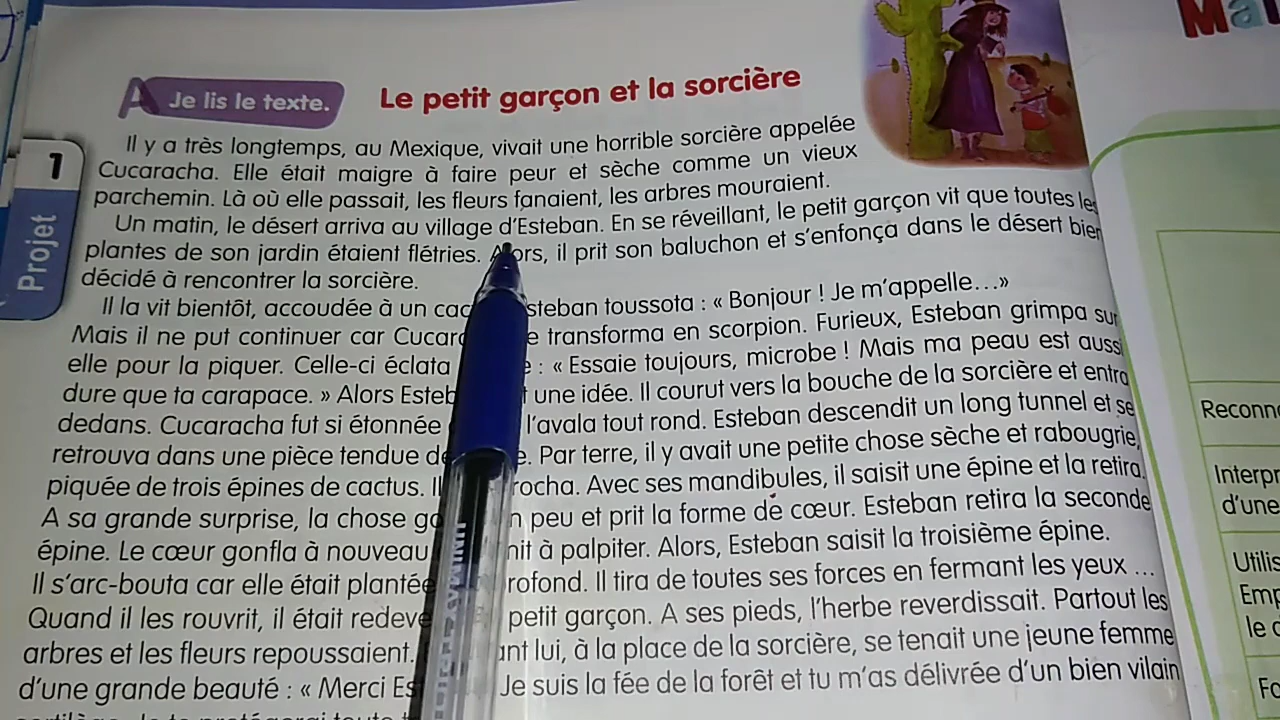 Mal
A Je lis le texte.
Le petit garçon et la sorcière
1
Projet
Il y a très longtemps, au Mexique, vivait une horrible sorcière appelée
Cucaracha. Elle était maigre à faire peur et sèche comme un vieux
parchemin. Là où elle passait, les fleurs fanaient, les arbres mouraient.
Un matin, le désert arriva au village d'Esteban. En se réveillant, le petit garçon vit que toutes les
plantes de son jardin étaient flétries. Alors, il prit son baluchon et s'enfonça dans le désert bien
décidé à rencontrer la sorcière.
Il la vit bientôt, accoudée à un cac steban toussota : « Bonjour ! Je m'appelle...»
Mais il ne put continuer car Cucar e transforma en scorpion. Furieux, Esteban grimpa sur
elle pour la piquer. Celle-ci éclata e : « Essaie toujours, microbe ! Mais ma peau est aussi
dure que ta carapace. » Alors Esteb t une idée. Il courut vers la bouche de la sorcière et entra
dedans. Cucaracha fut si étonnée l'avala tout rond. Esteban descendit un long tunnel et se
retrouva dans une pièce tendue de e. Par terre, il y avait une petite chose sèche et rabougrie,
piquée de trois épines de cactus. Il rocha. Avec ses mandibules, il saisit une épine et la retira.
A sa grande surprise, la chose go n peu et prit la forme de cœur. Esteban retira la seconde
épine. Le cœur gonfla à nouveau mit à palpiter. Alors, Esteban saisit la troisième épine.
Il s'arc-bouta car elle était plantée rofond. Il tira de toutes ses forces en fermant les yeux ...
Quand il les rouvrit, il était redeve petit garçon. A ses pieds, l'herbe reverdissait. Partout les
arbres et les fleurs repoussaient. ant lui, à la place de la sorcière, se tenait une jeune femme
d'une grande beauté : « Merci Es Je suis la fée de la forêt et tu m'as délivrée d'un bien vilain
Reconn
Interpr
d'une
Utilis
Emp
le c
Fo